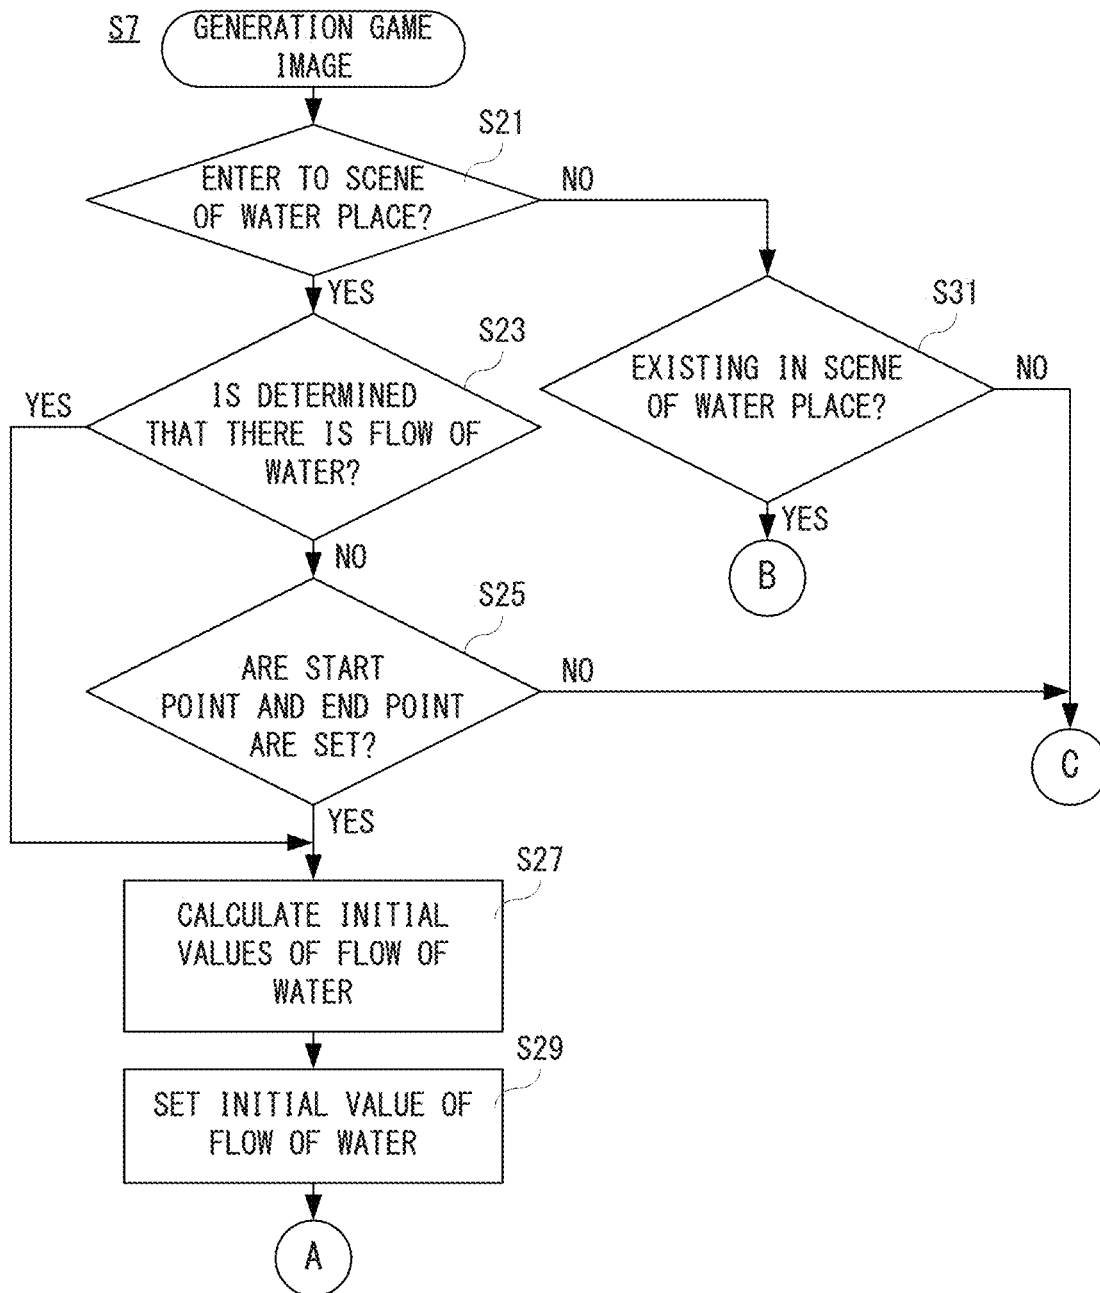 S7
GENERATION GAME
IMAGE
S21
ENTER TO SCENE
OF WATER PLACE?
NO
YES
S31
EXISTING IN SCENE
OF WATER PLACE?
NO
YES
B
S23
IS DETERMINED
THAT THERE IS FLOW OF
WATER?
YES
NO
S25
ARE START
POINT AND END POINT
ARE SET?
NO
C
YES
S27
CALCULATE INITIAL
VALUES OF FLOW OF
WATER
S29
SET INITIAL VALUE OF
FLOW OF WATER
A